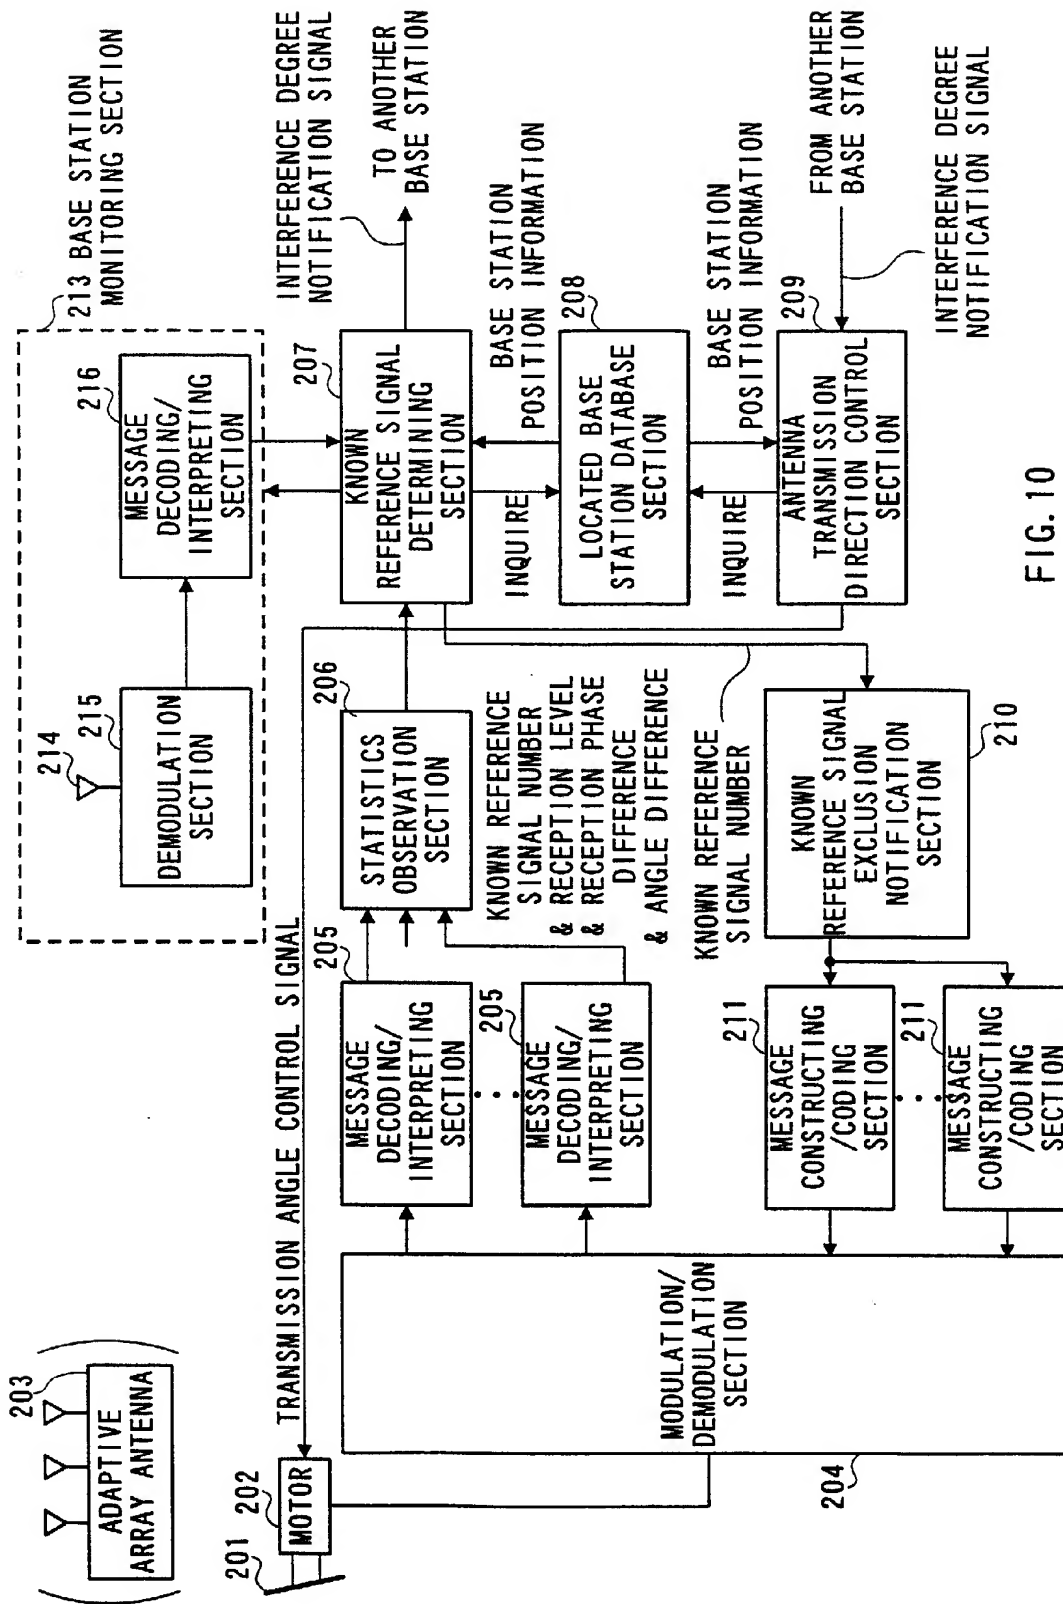 203
ADAPTIVE
ARRAY ANTENNA
201
202
MOTOR
TRANSMISSION ANGLE CONTROL SIGNAL
204
MODULATION/
DEMODULATION
SECTION
214
215
DEMODULATION
SECTION
216
MESSAGE
DECODING/
INTERPRETING
SECTION
213 BASE STATION
MONITORING SECTION
205
MESSAGE
DECODING/
INTERPRETING
SECTION
205
MESSAGE
DECODING/
INTERPRETING
SECTION
206
STATISTICS
OBSERVATION
SECTION
KNOWN REFERENCE
SIGNAL NUMBER
& RECEPTION LEVEL
& RECEPTION PHASE
DIFFERENCE
& ANGLE DIFFERENCE
207
KNOWN
REFERENCE SIGNAL
DETERMINING
SECTION
INTERFERENCE DEGREE
NOTIFICATION SIGNAL
TO ANOTHER
BASE STATION
INQUIRE
BASE STATION
POSITION INFORMATION
208
LOCATED BASE
STATION DATABASE
SECTION
INQUIRE
BASE STATION
POSITION INFORMATION
209
ANTENNA
TRANSMISSION
DIRECTION CONTROL
SECTION
FROM ANOTHER
BASE STATION
INTERFERENCE DEGREE
NOTIFICATION SIGNAL
KNOWN REFERENCE
SIGNAL NUMBER
KNOWN
REFERENCE SIGNAL
EXCLUSION
NOTIFICATION
SECTION
210
211
MESSAGE
CONSTRUCTING
/CODING
SECTION
211
MESSAGE
CONSTRUCTING
/CODING
SECTION
FIG. 10